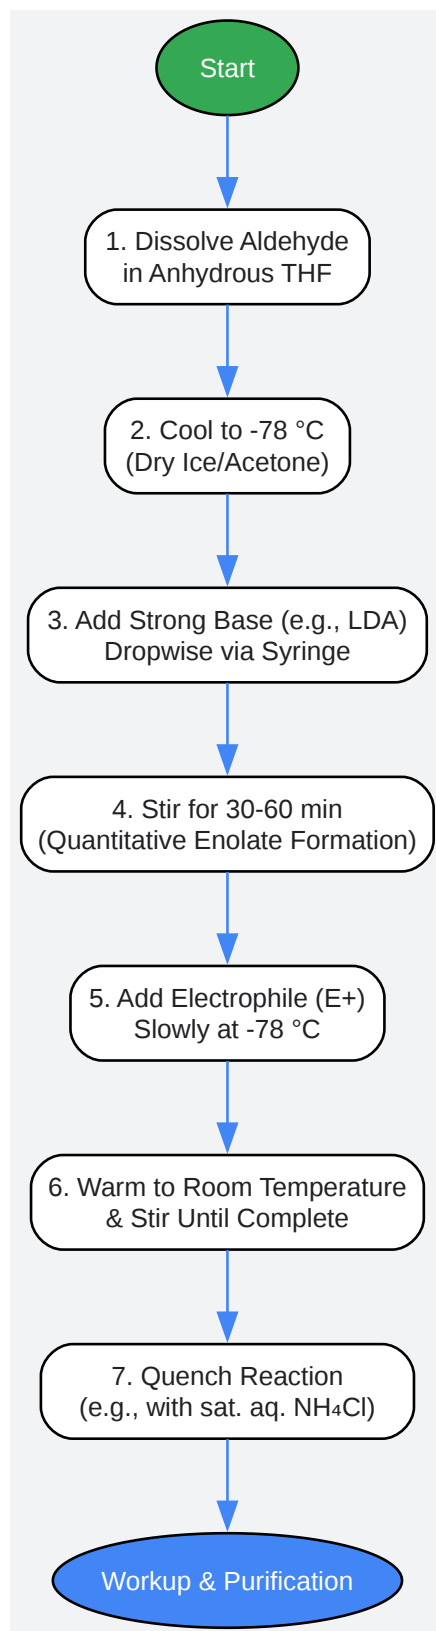 Start
1. Dissolve Aldehyde
in Anhydrous THF
2. Cool to -78 °C
(Dry Ice/Acetone)
3. Add Strong Base (e.g., LDA)
Dropwise via Syringe
4. Stir for 30-60 min
(Quantitative Enolate Formation)
5. Add Electrophile (E+)
Slowly at -78 °C
6. Warm to Room Temperature
& Stir Until Complete
7. Quench Reaction
(e.g., with sat. aq. NH₄Cl)
Workup & Purification